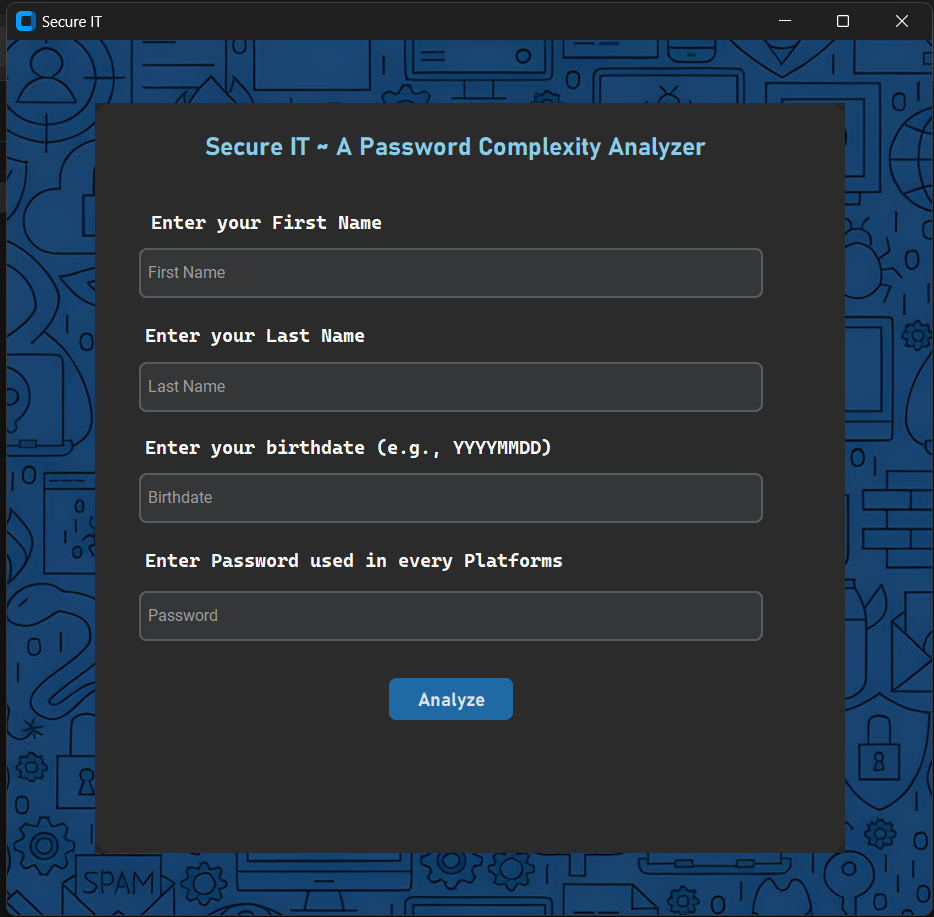 Secure IT
Secure IT ~ A Password Complexity Analyzer
Enter your First Name
First Name
Enter your Last Name
Last Name
Enter your birthdate (e.g., YYYYMMDD)
Birthdate
Enter Password used in every Platforms
Password
Analyze
SPAM